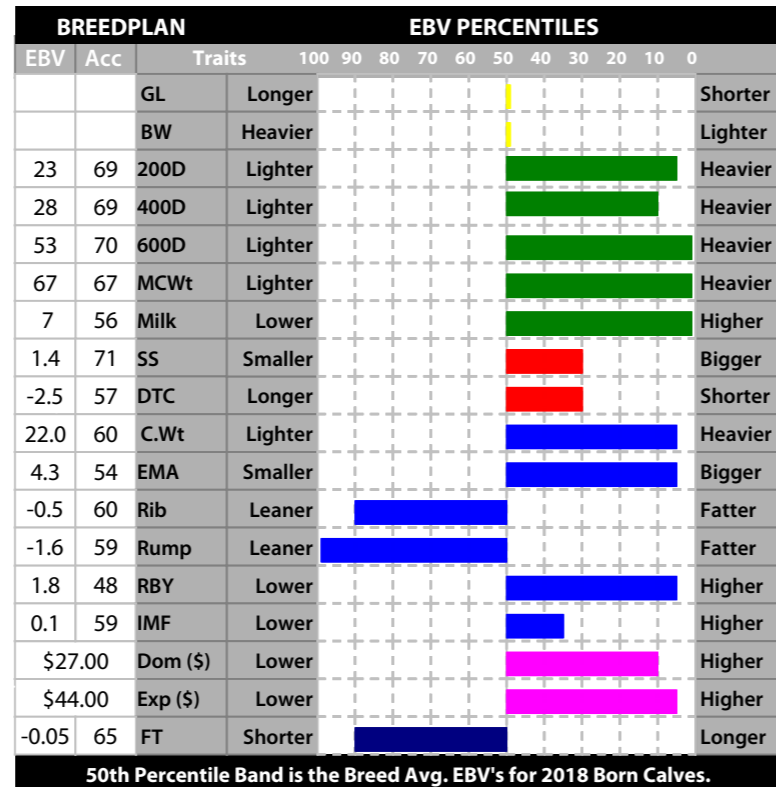 BREEDPLAN EBV PERCENTILES
EBV Acc Traits 100 90 80 70 60 50 40 30 20 10 0
GL Longer Shorter
BW Heavier Lighter
23 69 200D Lighter Heavier
28 69 400D Lighter Heavier
53 70 600D Lighter Heavier
67 67 MCWt Lighter Heavier
7 56 Milk Lower Higher
1.4 71 SS Smaller Bigger
-2.5 57 DTC Longer Shorter
22.0 60 C.Wt Lighter Heavier
4.3 54 EMA Smaller Bigger
-0.5 60 Rib Leaner Fatter
-1.6 59 Rump Leaner Fatter
1.8 48 RBY Lower Higher
0.1 59 IMF Lower Higher
$27.00 Dom ($) Lower Higher
$44.00 Exp ($) Lower Higher
-0.05 65 FT Shorter Longer
50th Percentile Band is the Breed Avg. EBV's for 2018 Born Calves.